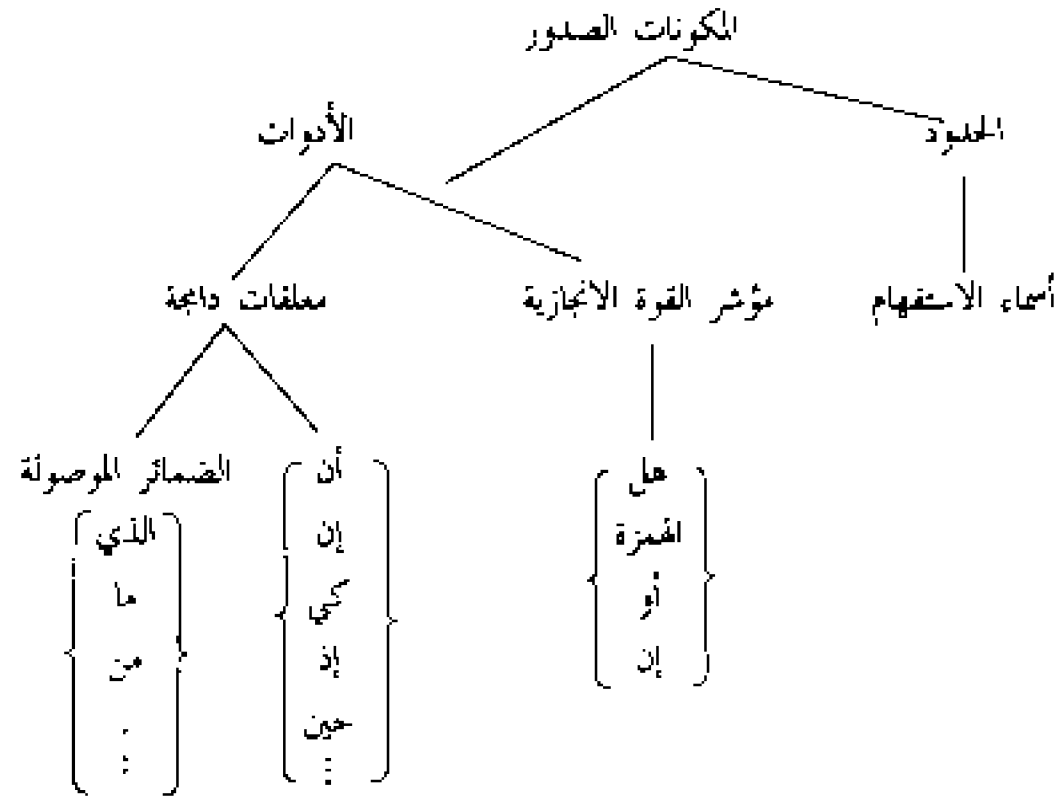 المكونات الصدور
الحدود
الأدوات
أسماء الاستفهام
مؤشر القوة الانجازية
معلقات دامجة
هل
الهمزة
أو
إن
أن
إن
كي
إذ
حين
⋮
الضمائر الموصولة
الذي
ما
من
⋮